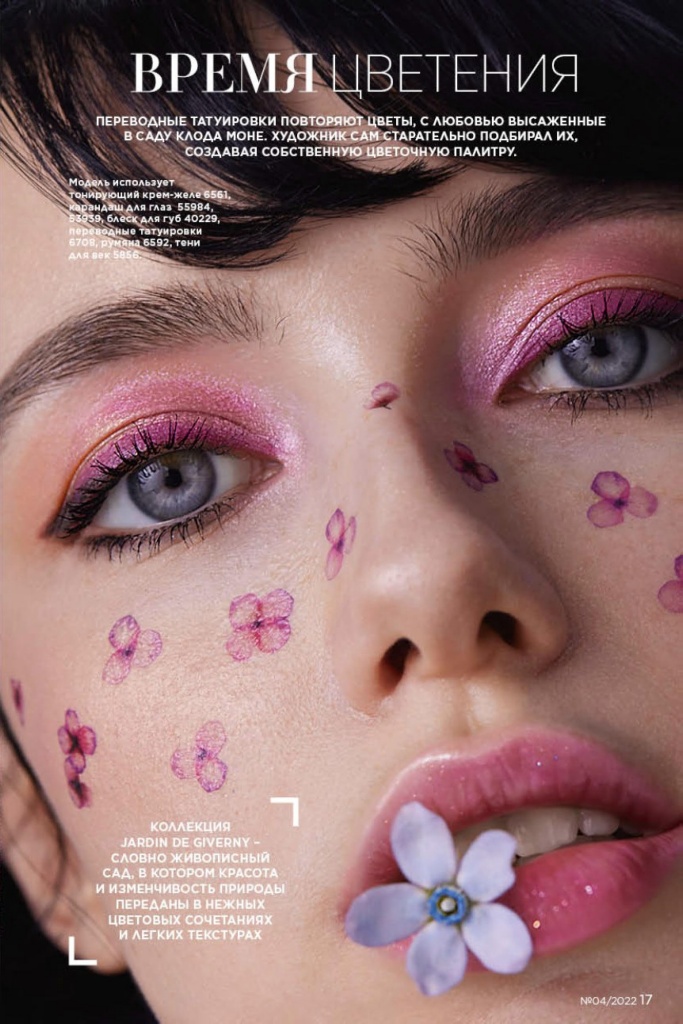 ВРЕМЯ ЦВЕТЕНИЯ
ПЕРЕВОДНЫЕ ТАТУИРОВКИ ПОВТОРЯЮТ ЦВЕТЫ, С ЛЮБОВЬЮ ВЫСАЖЕННЫЕ
В САДУ КЛОДА МОНЕ. ХУДОЖНИК САМ СТАРАТЕЛЬНО ПОДБИРАЛ ИХ,
СОЗДАВАЯ СОБСТВЕННУЮ ЦВЕТОЧНУЮ ПАЛИТРУ.
Модель использует
тонирующий крем-желе 6561,
карандаш для глаз 55984,
53939, блеск для губ 40229,
переводные татуировки
6709, румяна 6592, тени
для век 5856.
КОЛЛЕКЦИЯ
JARDIN DE GIVERNY –
СЛОВНО ЖИВОПИСНЫЙ
САД, В КОТОРОМ КРАСОТА
И ИЗМЕНЧИВОСТЬ ПРИРОДЫ
ПЕРЕДАНЫ В НЕЖНЫХ
ЦВЕТОВЫХ СОЧЕТАНИЯХ
И ЛЕГКИХ ТЕКСТУРАХ
№04/2022 17